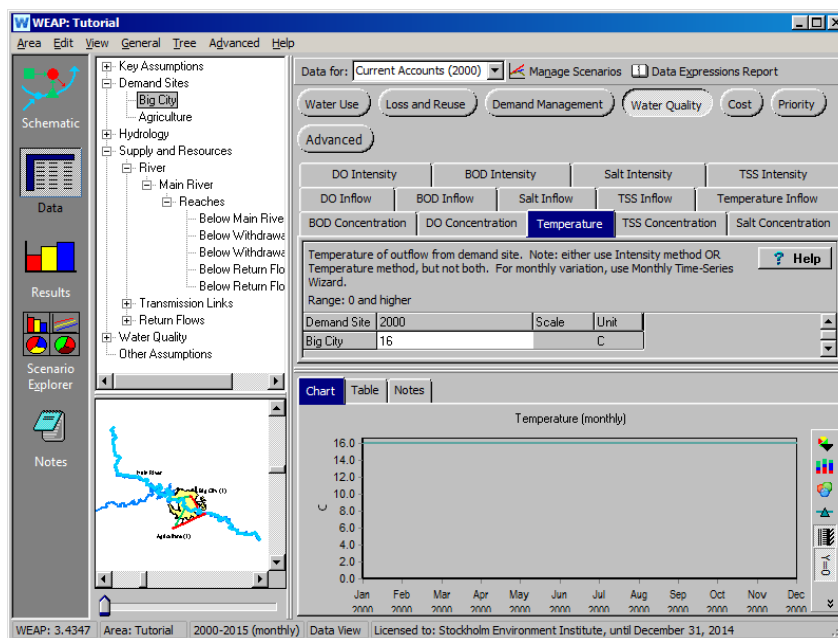 WEAP: Tutorial
Area Edit View General Tree Advanced Help
Schematic
Data
Results
Scenario
Explorer
Notes
Key Assumptions
Demand Sites
Big City
Agriculture
Hydrology
Supply and Resources
River
Main River
Reaches
Below Main Rive
Below Withdrawa
Below Withdrawa
Below Return Flo
Below Return Flo
Transmission Links
Return Flows
Water Quality
Other Assumptions
Main River
Big City (1)
Agriculture (1)
Data for: Current Accounts (2000) Manage Scenarios Data Expressions Report
Water Use Loss and Reuse Demand Management Water Quality Cost Priority
Advanced
DO Intensity BOD Intensity Salt Intensity TSS Intensity
DO Inflow BOD Inflow Salt Inflow TSS Inflow Temperature Inflow
BOD Concentration DO Concentration Temperature TSS Concentration Salt Concentration
Temperature of outflow from demand site. Note: either use Intensity method OR
Temperature method, but not both. For monthly variation, use Monthly Time-Series
Wizard.
? Help
Range: 0 and higher
Demand Site 2000 Scale Unit
Big City 16 C
Chart Table Notes
Temperature (monthly)
16.0
14.0
12.0
10.0
8.0
6.0
4.0
2.0
0.0
C
Jan Feb Mar Apr May Jun Jul Aug Sep Oct Nov Dec
2000 2000 2000 2000 2000 2000 2000 2000 2000 2000 2000 2000
Y=0
WEAP: 3.4347 Area: Tutorial 2000-2015 (monthly) Data View Licensed to: Stockholm Environment Institute, until December 31, 2014